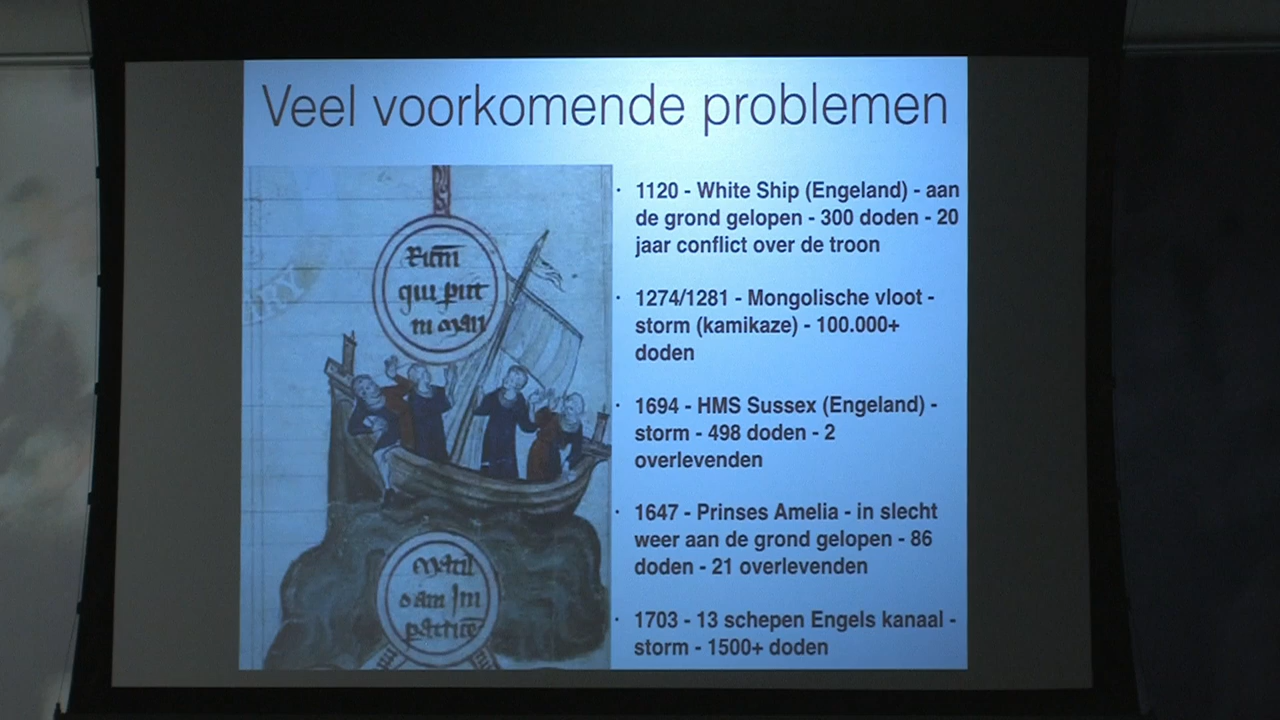 Veel voorkomende problemen
· 1120 - White Ship (Engeland) - aan
de grond gelopen - 300 doden - 20
jaar conflict over de troon
· 1274/1281 - Mongolische vloot -
storm (kamikaze) - 100.000+
doden
· 1694 - HMS Sussex (Engeland) -
storm - 498 doden - 2
overlevenden
· 1647 - Prinses Amelia - in slecht
weer aan de grond gelopen - 86
doden - 21 overlevenden
· 1703 - 13 schepen Engels kanaal -
storm - 1500+ doden